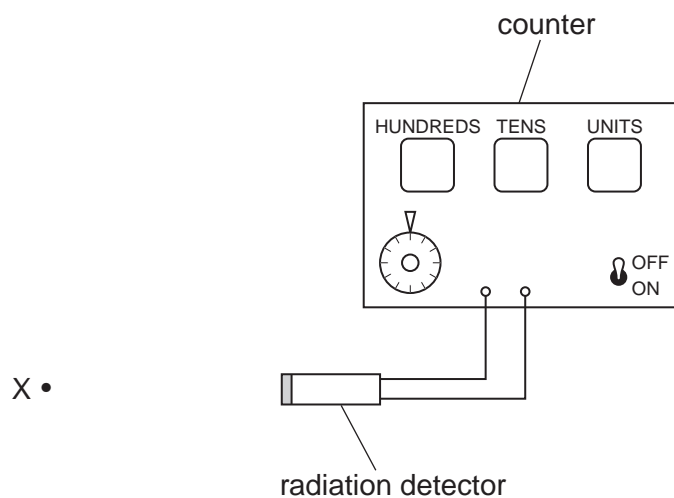 counter
HUNDREDS TENS UNITS
OFF
ON
X
radiation detector